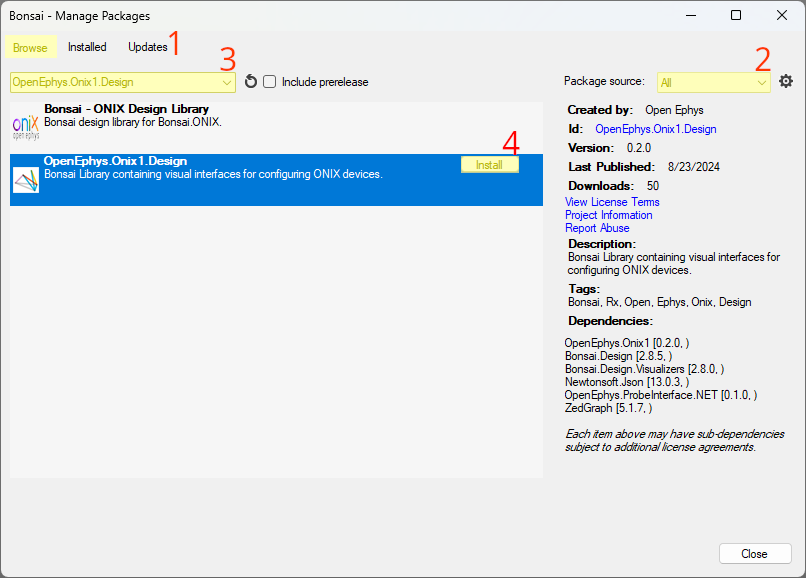 Bonsai - Manage Packages
Browse Installed Updates 1
3
2
OpenEphys.Onix1.Design Include prerelease
Package source: All
Bonsai - ONIX Design Library
Bonsai design library for Bonsai.ONIX.
oniX
open ephys
4
OpenEphys.Onix1.Design Install
Bonsai Library containing visual interfaces for configuring ONIX devices.
Created by: Open Ephys
Id: OpenEphys.Onix1.Design
Version: 0.2.0
Last Published: 8/23/2024
Downloads: 50
View License Terms
Project Information
Report Abuse
Description:
Bonsai Library containing visual interfaces for
configuring ONIX devices.
Tags:
Bonsai, Rx, Open, Ephys, Onix, Design
Dependencies:
OpenEphys.Onix1 [0.2.0, )
Bonsai.Design [2.8.5, )
Bonsai.Design.Visualizers [2.8.0, )
Newtonsoft.Json [13.0.3, )
OpenEphys.ProbeInterface.NET [0.1.0, )
ZedGraph [5.1.7, )
Each item above may have sub-dependencies
subject to additional license agreements.
Close